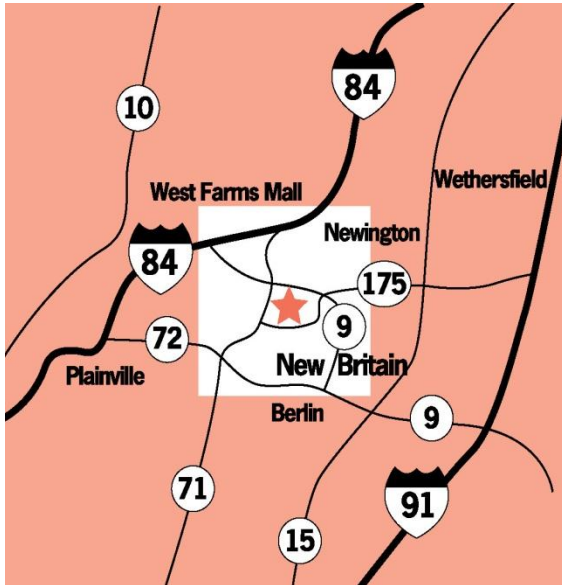 84
10
Wethersfield
West Farms Mall
Newington
84
175
9
72
New Britain
Plainville
Berlin
9
71
91
15